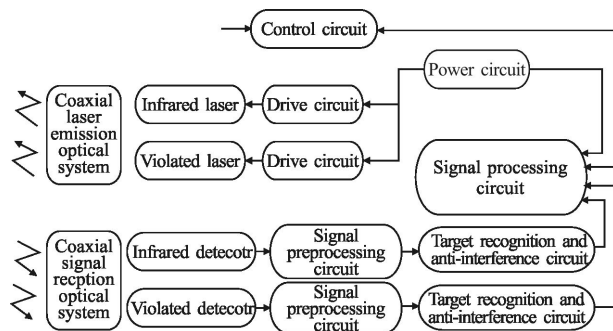 Control circuit
Power circuit
Coaxial
laser
emission
optical
system
Infrared laser
Drive circuit
Violated laser
Drive circuit
Signal processing
circuit
Coaxial
signal
recption
optical
system
Infrared detecotr
Signal
preprocessing
circuit
Target recognition and
anti-interference circuit
Violated detecotr
Signal
preprocessing
circuit
Target recognition and
anti-interference circuit